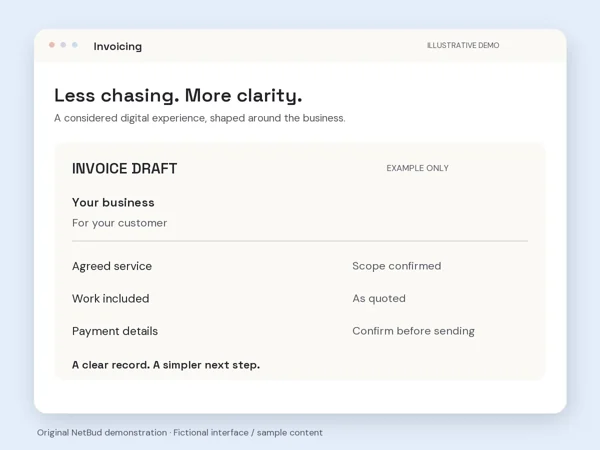 Invoicing
ILLUSTRATIVE DEMO
Less chasing. More clarity.
A considered digital experience, shaped around the business.
INVOICE DRAFT
EXAMPLE ONLY
Your business
For your customer
Agreed service
Scope confirmed
Work included
As quoted
Payment details
Confirm before sending
A clear record. A simpler next step.
Original NetBud demonstration · Fictional interface / sample content